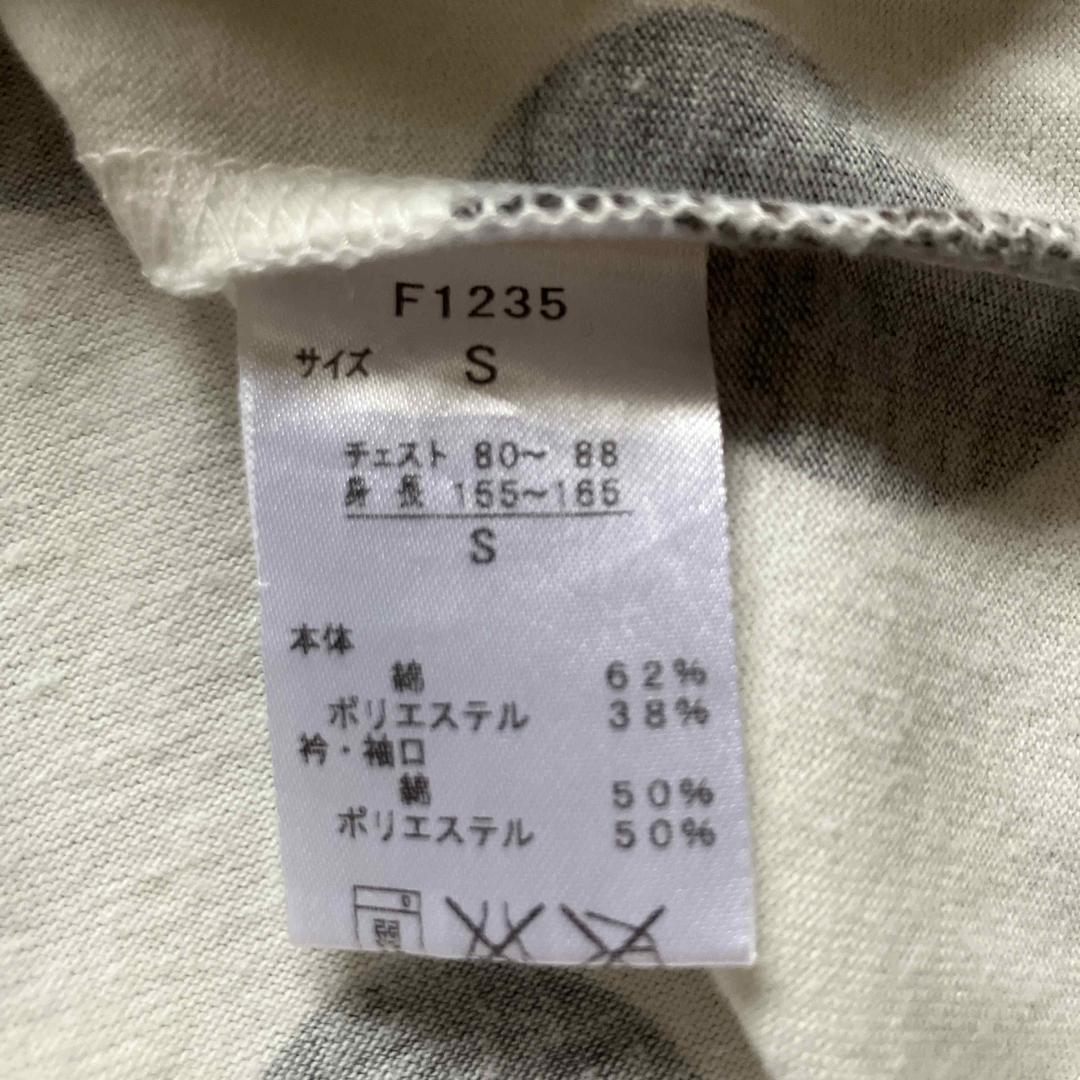 F1235
サイズ S
チェスト 80～ 88
身長 155～165
S
本体
綿 62%
ポリエステル 38%
衿・袖口
綿 50%
ポリエステル 50%
弱